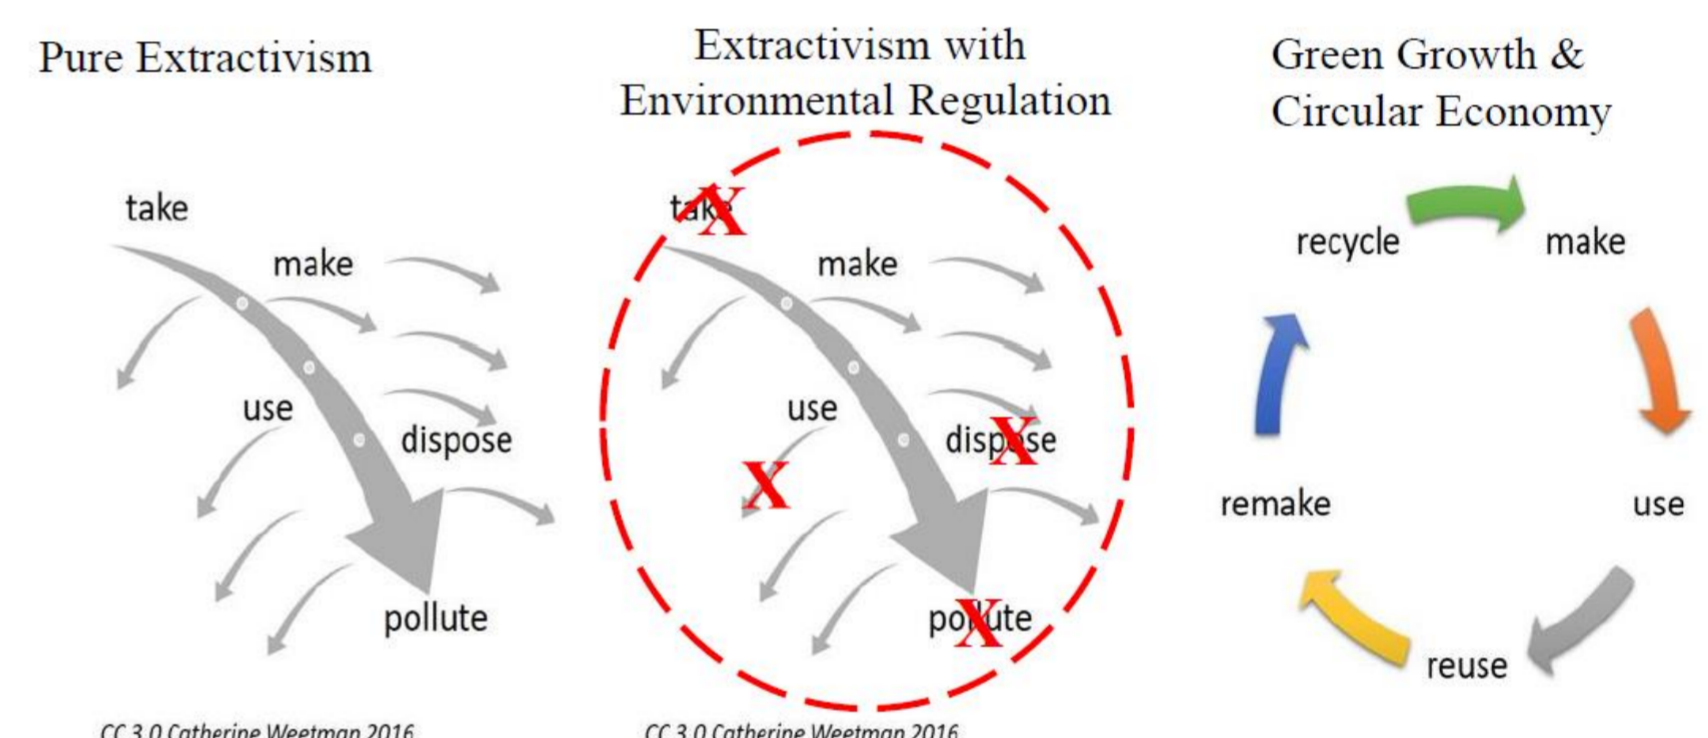 Pure Extractivism
take
make
use
dispose
pollute
CC 3.0 Catherine Weetman 2016
Extractivism with
Environmental Regulation
take
X
make
use
X
dispose
X
pollute
X
CC 3.0 Catherine Weetman 2016
Green Growth &
Circular Economy
recycle
make
remake
use
reuse